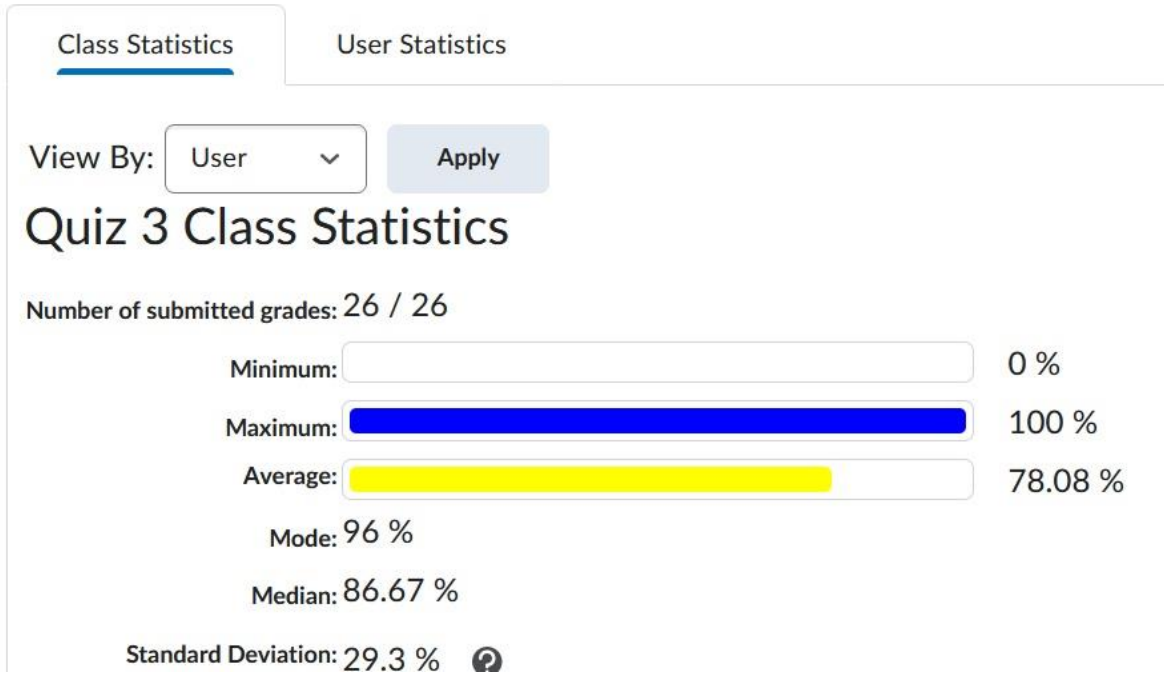 Class Statistics User Statistics
View By: User Apply
Quiz 3 Class Statistics
Number of submitted grades: 26 / 26
Minimum: 0 %
Maximum: 100 %
Average: 78.08 %
Mode: 96 %
Median: 86.67 %
Standard Deviation: 29.3 % ?